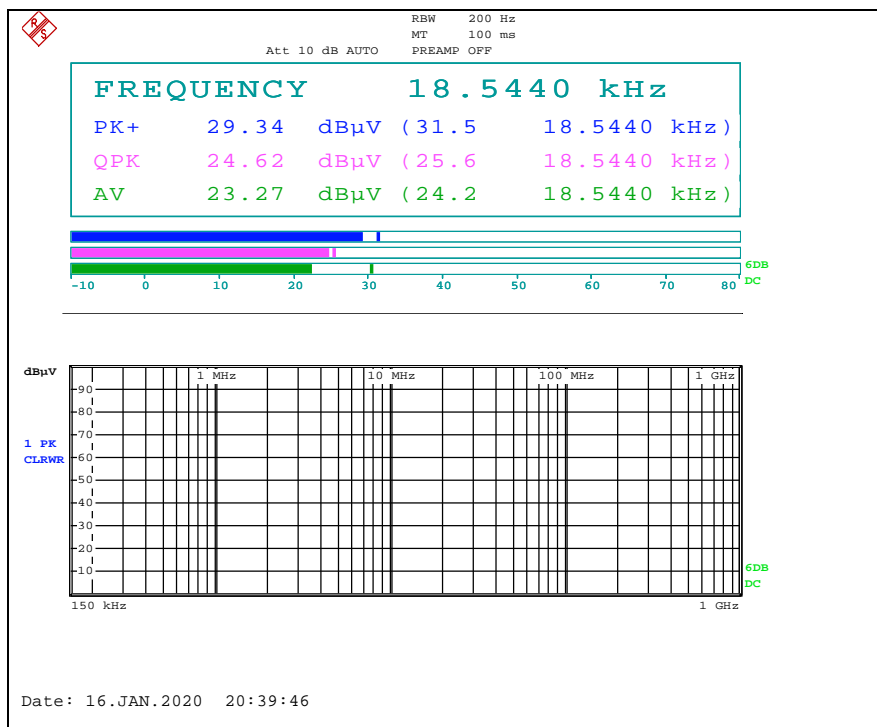 R
S
RBW 200 Hz
MT 100 ms
Att 10 dB AUTO PREAMP OFF
FREQUENCY 18.5440 kHz
PK+ 29.34 dBµV (31.5 18.5440 kHz)
QPK 24.62 dBµV (25.6 18.5440 kHz)
AV 23.27 dBµV (24.2 18.5440 kHz)
6DB
-10 0 10 20 30 40 50 60 70 80 DC
dBµV 1 MHz 10 MHz 100 MHz 1 GHz
90
80
70
1 PK
CLRWR 60
50
40
30
20
10 6DB
DC
150 kHz 1 GHz
Date: 16.JAN.2020 20:39:46